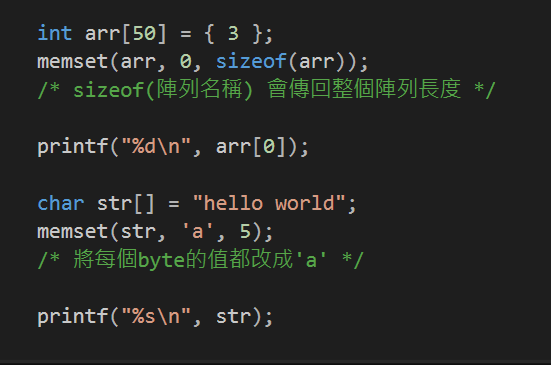 int arr[50] = { 3 };
memset(arr, 0, sizeof(arr));
/* sizeof(陣列名稱) 會傳回整個陣列長度 */
printf("%d\n", arr[0]);
char str[] = "hello world";
memset(str, 'a', 5);
/* 將每個byte的值都改成'a' */
printf("%s\n", str);